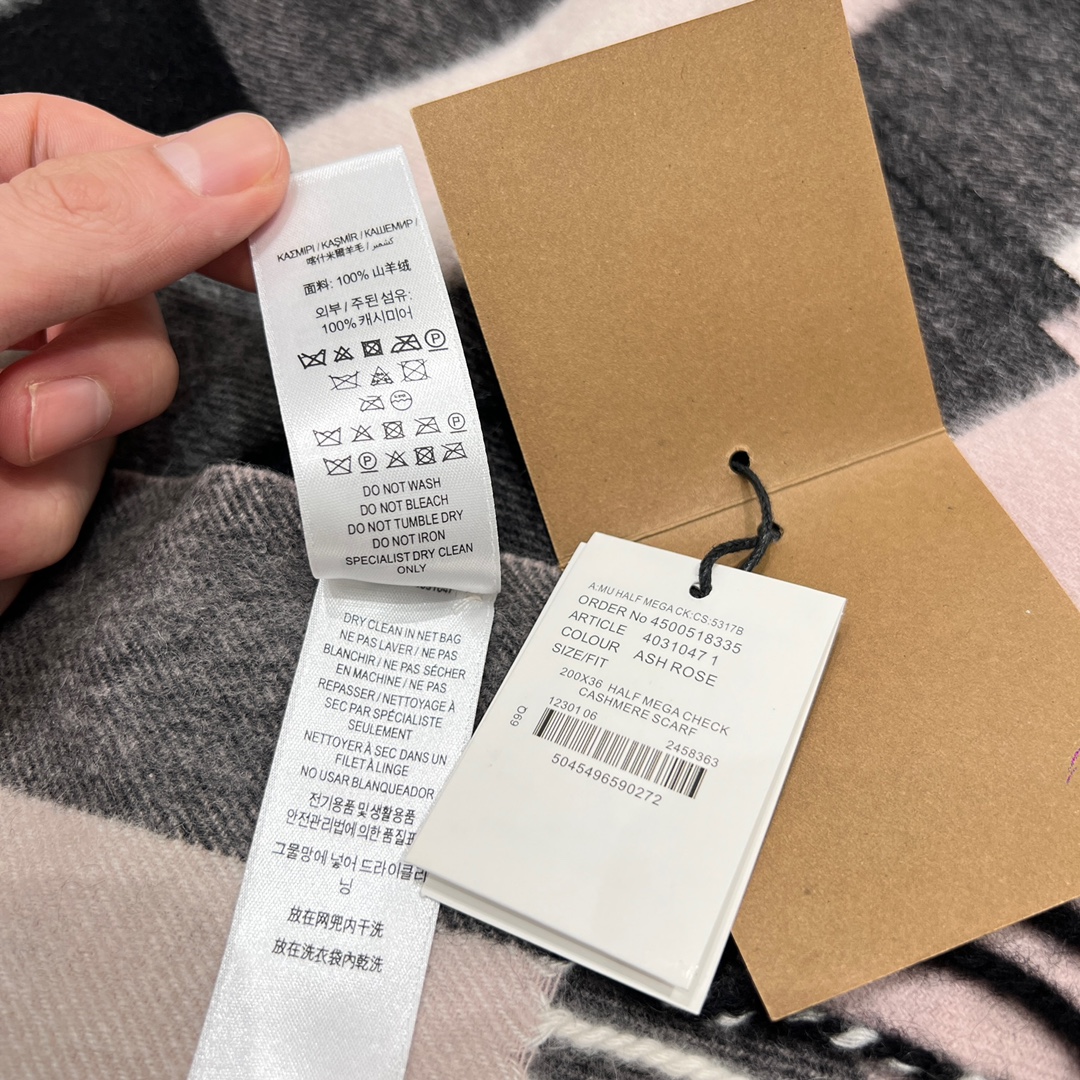 ΚΑΣΜΙΡΙ / KAŞMİR / КАШЕМИР /
喀什米爾羊毛 / كشمير
面料: 100% 山羊绒
외부 / 주된 섬유:
100% 캐시미어
DO NOT WASH
DO NOT BLEACH
DO NOT TUMBLE DRY
DO NOT IRON
SPECIALIST DRY CLEAN
ONLY
DRY CLEAN IN NET BAG
NE PAS LAVER / NE PAS
BLANCHIR / NE PAS SÉCHER
EN MACHINE / NE PAS
REPASSER / NETTOYAGE À
SEC PAR SPÉCIALISTE
SEULEMENT
NETTOYER À SEC DANS UN
FILET À LINGE
NO USAR BLANQUEADOR
전기용품 및 생활용품
안전관리법에 의한 품질표
그물망에 넣어 드라이클리
닝
放在网兜内干洗
放在洗衣袋內乾洗
A:MU HALF MEGA CK:CS:5317B
ORDER No 4500518335
ARTICLE 4031047 1
COLOUR ASH ROSE
SIZE/FIT
200X36 HALF MEGA CHECK
CASHMERE SCARF
12301 06
2458363
69Q
5045496590272